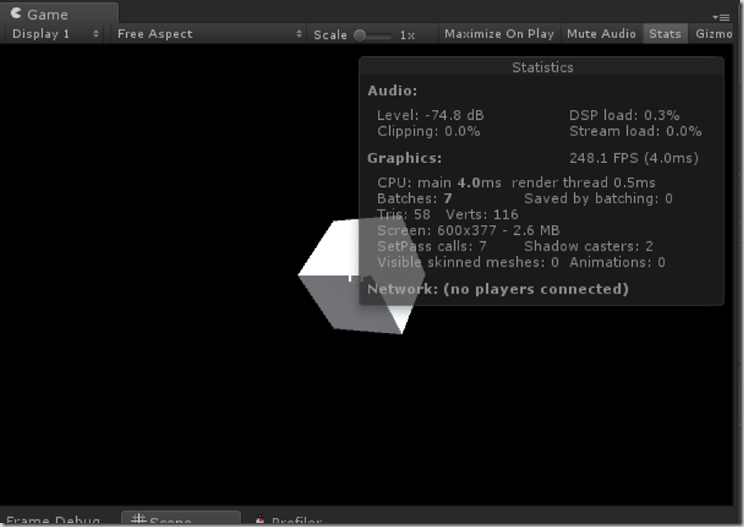 Game
Display 1 Free Aspect Scale 1x Maximize On Play Mute Audio Stats Gizmo
Statistics
Audio:
Level: -74.8 dB DSP load: 0.3%
Clipping: 0.0% Stream load: 0.0%
Graphics: 248.1 FPS (4.0ms)
CPU: main 4.0ms render thread 0.5ms
Batches: 7 Saved by batching: 0
Tris: 58 Verts: 116
Screen: 600x377 - 2.6 MB
SetPass calls: 7 Shadow casters: 2
Visible skinned meshes: 0 Animations: 0
Network: (no players connected)
Frame Debug Scene Profiler